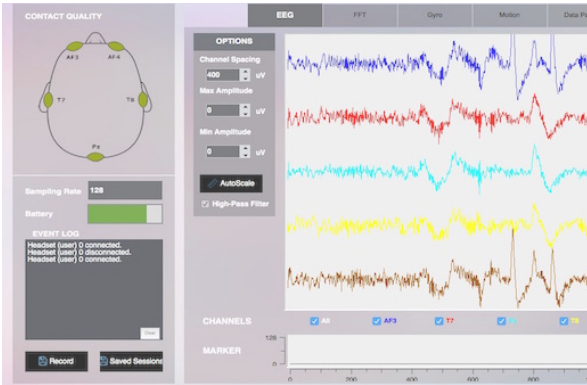 CONTACT QUALITY
AF3 AF4
T7 T8
Pz
Sampling Rate 128
Battery
EVENT LOG
Headset (user) 0 connected.
Headset (user) 0 disconnected.
Headset (user) 0 connected.
Clear
Record Saved Sessions
EEG FFT Gyro Motion Data Pa
OPTIONS
Channel Spacing
400 uV
Max Amplitude
0 uV
Min Amplitude
0 uV
AutoScale
High-Pass Filter
CHANNELS All AF3 T7 T8
MARKER
128
0
0 200 400 600 800